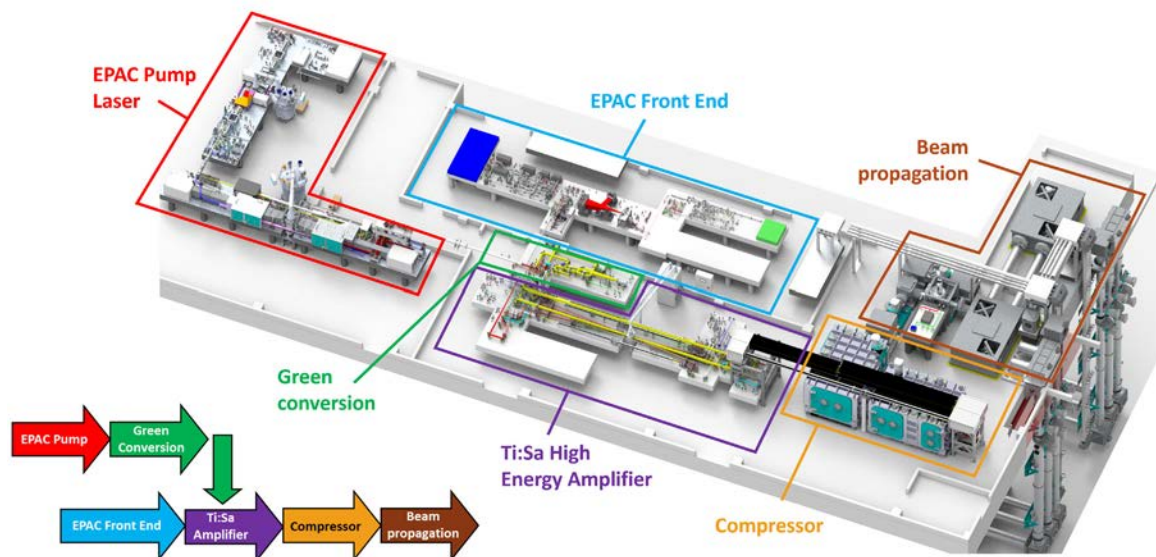 EPAC Pump
Laser
EPAC Front End
Beam
propagation
Green
conversion
Ti:Sa High
Energy Amplifier
Compressor
EPAC Pump
Green
Conversion
EPAC Front End
Ti:Sa
Amplifier
Compressor
Beam
propagation